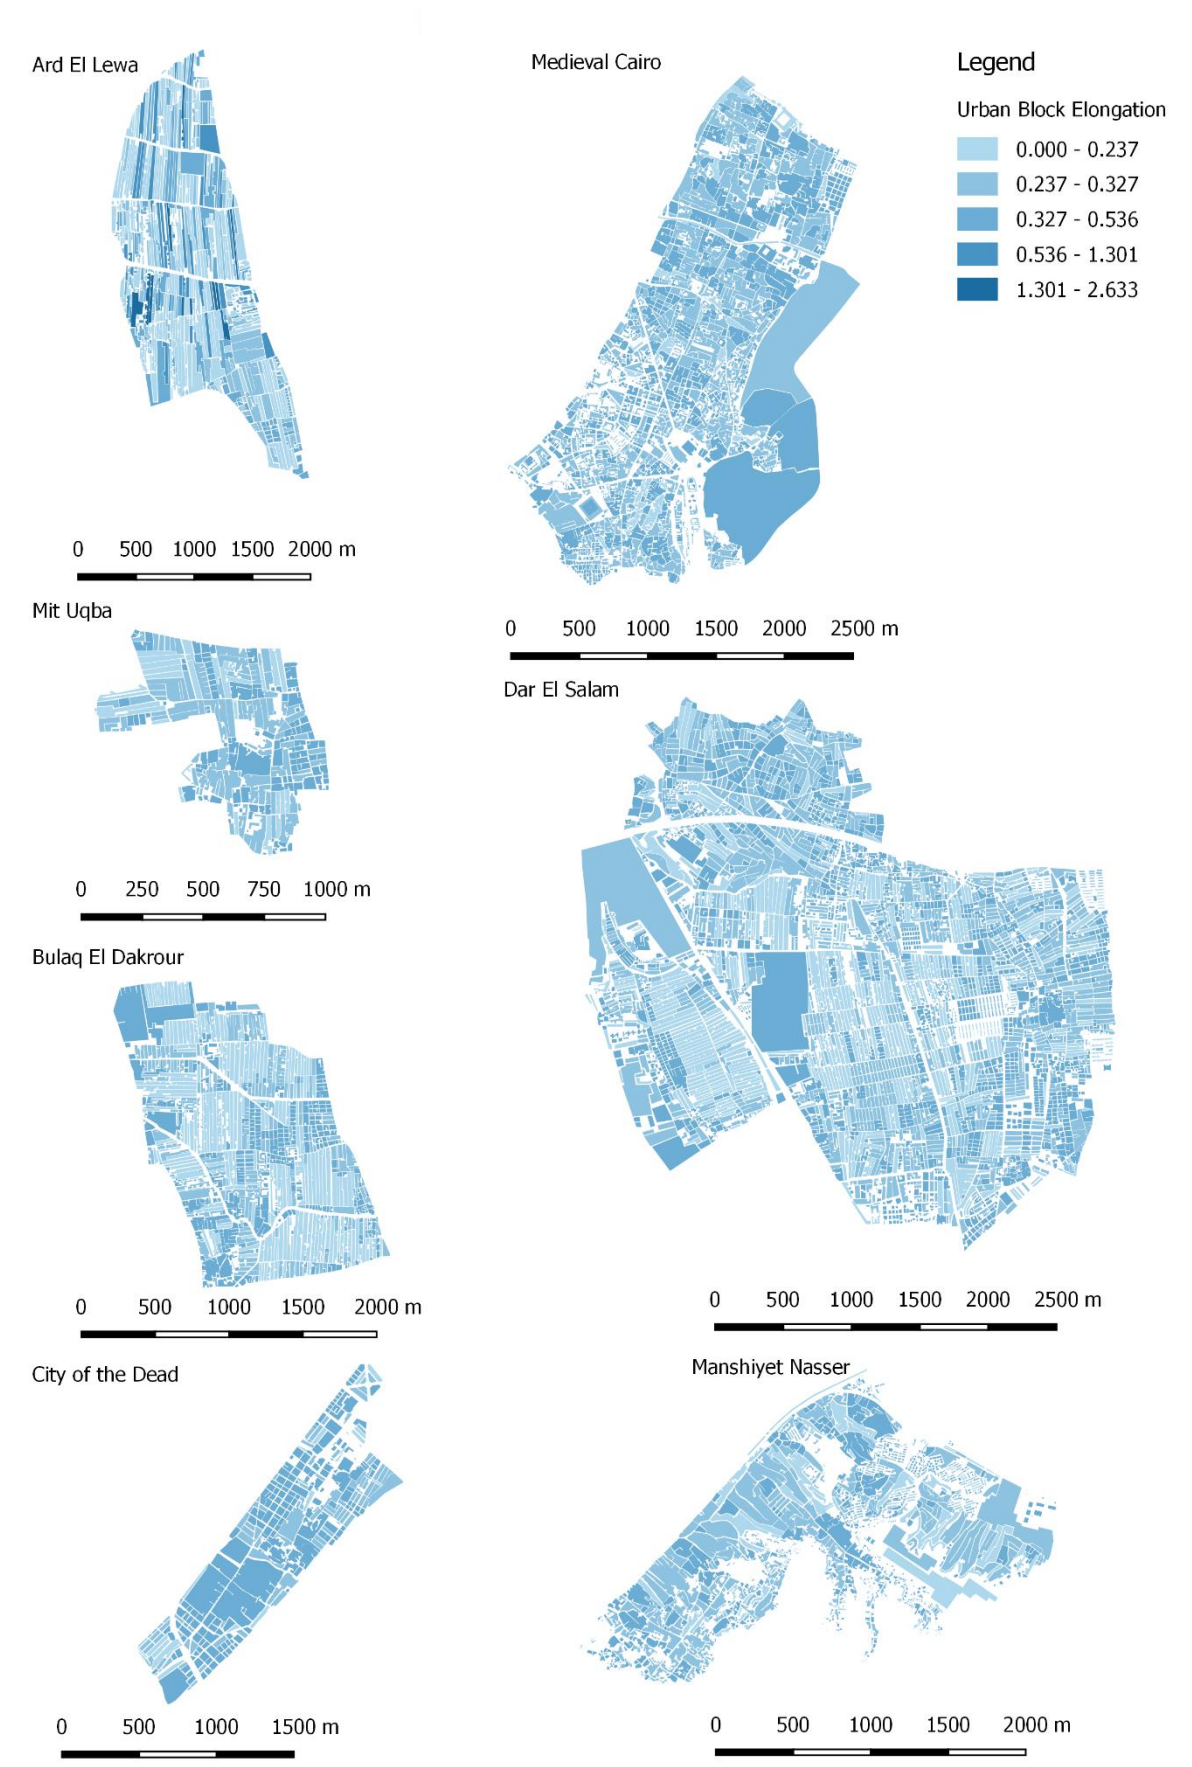 Ard El Lewa
Medieval Cairo
Legend
Urban Block Elongation
0.000 - 0.237
0.237 - 0.327
0.327 - 0.536
0.536 - 1.301
1.301 - 2.633
0 500 1000 1500 2000 m
Mit Uqba
0 500 1000 1500 2000 2500 m
Dar El Salam
0 250 500 750 1000 m
Bulaq El Dakrour
0 500 1000 1500 2000 m
0 500 1000 1500 2000 2500 m
City of the Dead
Manshiyet Nasser
0 500 1000 1500 m
0 500 1000 1500 2000 m